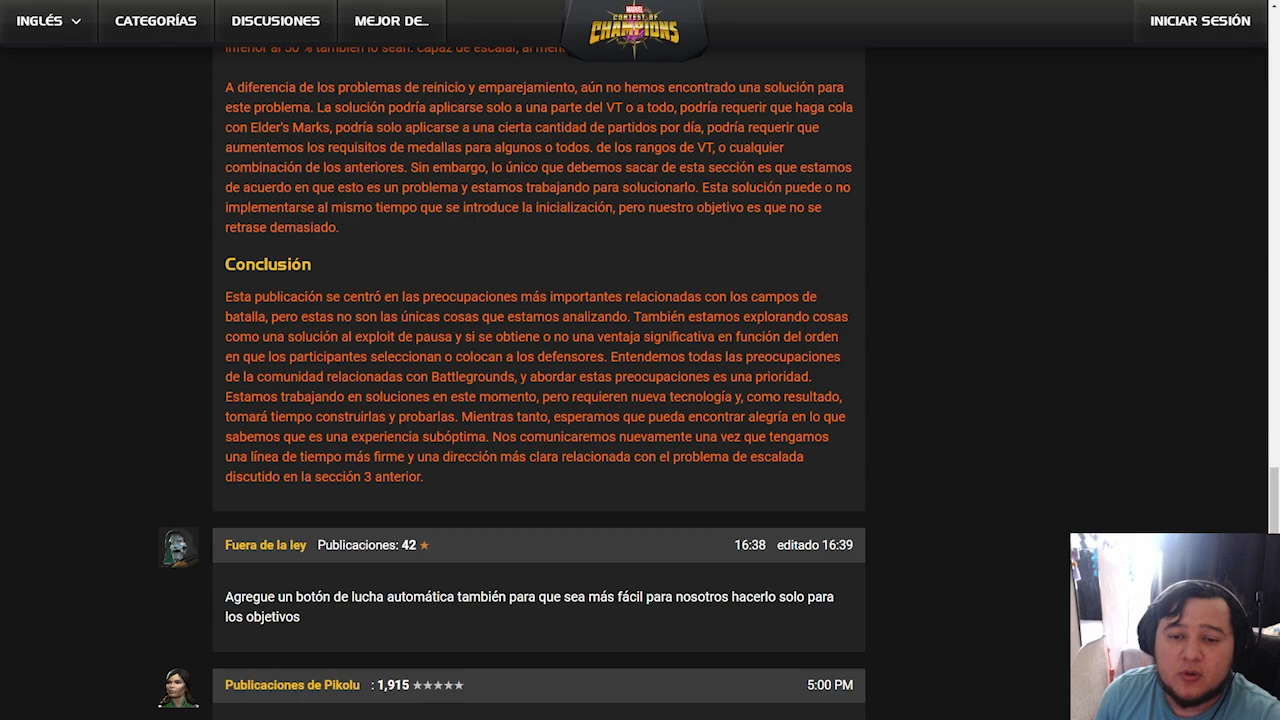 INGLÉS
CATEGORÍAS
DISCUSIONES
MEJOR DE...
MARVEL
CONTEST OF
CHAMPIONS
INICIAR SESIÓN
inferior al 50 % también lo sean. capaz de escalar, al
A diferencia de los problemas de reinicio y emparejamiento, aún no hemos encontrado una solución para
este problema. La solución podría aplicarse solo a una parte del VT o a todo, podría requerir que haga cola
con Elder's Marks, podría solo aplicarse a una cierta cantidad de partidos por día, podría requerir que
aumentemos los requisitos de medallas para algunos o todos. de los rangos de VT, o cualquier
combinación de los anteriores. Sin embargo, lo único que debemos sacar de esta sección es que estamos
de acuerdo en que esto es un problema y estamos trabajando para solucionarlo. Esta solución puede o no
implementarse al mismo tiempo que se introduce la inicialización, pero nuestro objetivo es que no se
retrase demasiado.
Conclusión
Esta publicación se centró en las preocupaciones más importantes relacionadas con los campos de
batalla, pero estas no son las únicas cosas que estamos analizando. También estamos explorando cosas
como una solución al exploit de pausa y si se obtiene o no una ventaja significativa en función del orden
en que los participantes seleccionan o colocan a los defensores. Entendemos todas las preocupaciones
de la comunidad relacionadas con Battlegrounds, y abordar estas preocupaciones es una prioridad.
Estamos trabajando en soluciones en este momento, pero requieren nueva tecnología y, como resultado,
tomará tiempo construirlas y probarlas. Mientras tanto, esperamos que pueda encontrar alegría en lo que
sabemos que es una experiencia subóptima. Nos comunicaremos nuevamente una vez que tengamos
una línea de tiempo más firme y una dirección más clara relacionada con el problema de escalada
discutido en la sección 3 anterior.
Fuera de la ley Publicaciones: 42 ★ 16:38 editado 16:39
Agregue un botón de lucha automática también para que sea más fácil para nosotros hacerlo solo para
los objetivos
Publicaciones de Pikolu : 1,915 ★★★★★ 5:00 PM